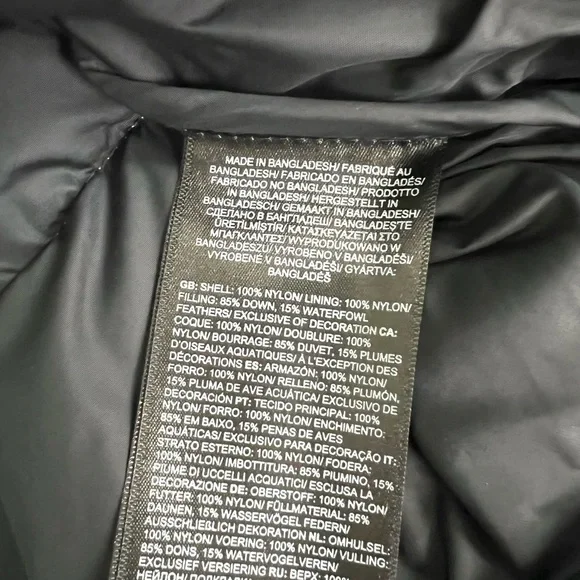 MADE IN BANGLADESH/ FABRIQUÉ AU
BANGLADESH/ FABRICADO EN BANGLADÉS/
FABRICADO NO BANGLADESH/ PRODOTTO
IN BANGLADESH/ HERGESTELLT IN
BANGLADESCH/ GEMAAKT IN BANGLADESH/
СДЕЛАНО В БАНГЛАДЕШ/ BANGLADEŞ'TE
ÜRETİLMİŞTİR/ ΚΑΤΑΣΚΕΥΑΖΕΤΑΙ ΣΤΟ
ΜΠΑΓΚΛΑΝΤΕΣ/ WYPRODUKOWANO W
BANGLADESZU/ VYROBENO V BANGLADÉŠI/
VYROBENÉ V BANGLADÉŠI/ GYÁRTVA:
BANGLADÉS
GB: SHELL: 100% NYLON/ LINING: 100% NYLON/
FILLING: 85% DOWN, 15% WATERFOWL
FEATHERS/ EXCLUSIVE OF DECORATION CA:
COQUE: 100% NYLON/ DOUBLURE: 100%
NYLON/ BOURRAGE: 85% DUVET, 15% PLUMES
D'OISEAUX AQUATIQUES/ À L'EXCEPTION DES
DÉCORATIONS ES: ARMAZÓN: 100% NYLON/
FORRO: 100% NYLON/ RELLENO: 85% PLUMÓN,
15% PLUMA DE AVE ACUÁTICA/ EXCLUSIVO DE
DECORACIÓN PT: TECIDO PRINCIPAL: 100%
NYLON/ FORRO: 100% NYLON/ ENCHIMENTO:
85% EM BAIXO, 15% PENAS DE AVES
AQUÁTICAS/ EXCLUSIVO PARA DECORAÇÃO IT:
STRATO ESTERNO: 100% NYLON/ FODERA:
100% NYLON/ IMBOTTITURA: 85% PIUMINO, 15%
PIUME DI UCCELLI ACQUATICI/ ESCLUSA LA
DECORAZIONE DE: OBERSTOFF: 100% NYLON/
FUTTER: 100% NYLON/ FÜLLMATERIAL: 85%
DAUNEN, 15% WASSERVÖGEL FEDERN/
AUSSCHLIEßLICH DEKORATION NL: OMHULSEL:
100% NYLON/ VOERING: 100% NYLON/ VULLING:
85% DONS, 15% WATERVOGELVEREN/
EXCLUSIEF VERSIERING RU: ВЕРХ: 100%
НЕЙЛОН/